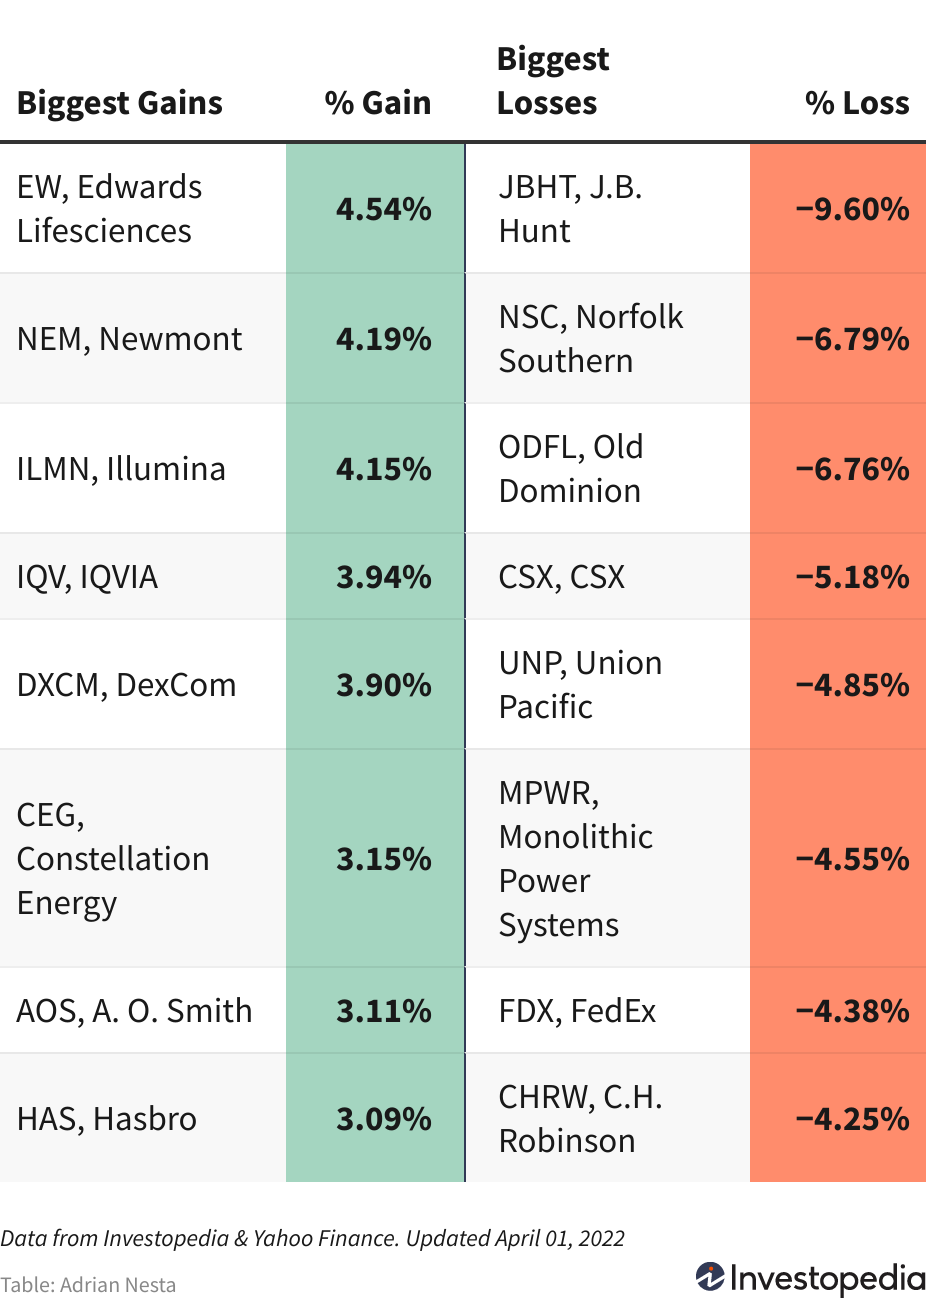 Biggest Gains % Gain Biggest Losses % Loss
EW, Edwards Lifesciences 4.54% JBHT, J.B. Hunt −9.60%
NEM, Newmont 4.19% NSC, Norfolk Southern −6.79%
ILMN, Illumina 4.15% ODFL, Old Dominion −6.76%
IQV, IQVIA 3.94% CSX, CSX −5.18%
DXCM, DexCom 3.90% UNP, Union Pacific −4.85%
CEG, Constellation Energy 3.15% MPWR, Monolithic Power Systems −4.55%
AOS, A. O. Smith 3.11% FDX, FedEx −4.38%
HAS, Hasbro 3.09% CHRW, C.H. Robinson −4.25%
Data from Investopedia & Yahoo Finance. Updated April 01, 2022
Table: Adrian Nesta
Investopedia